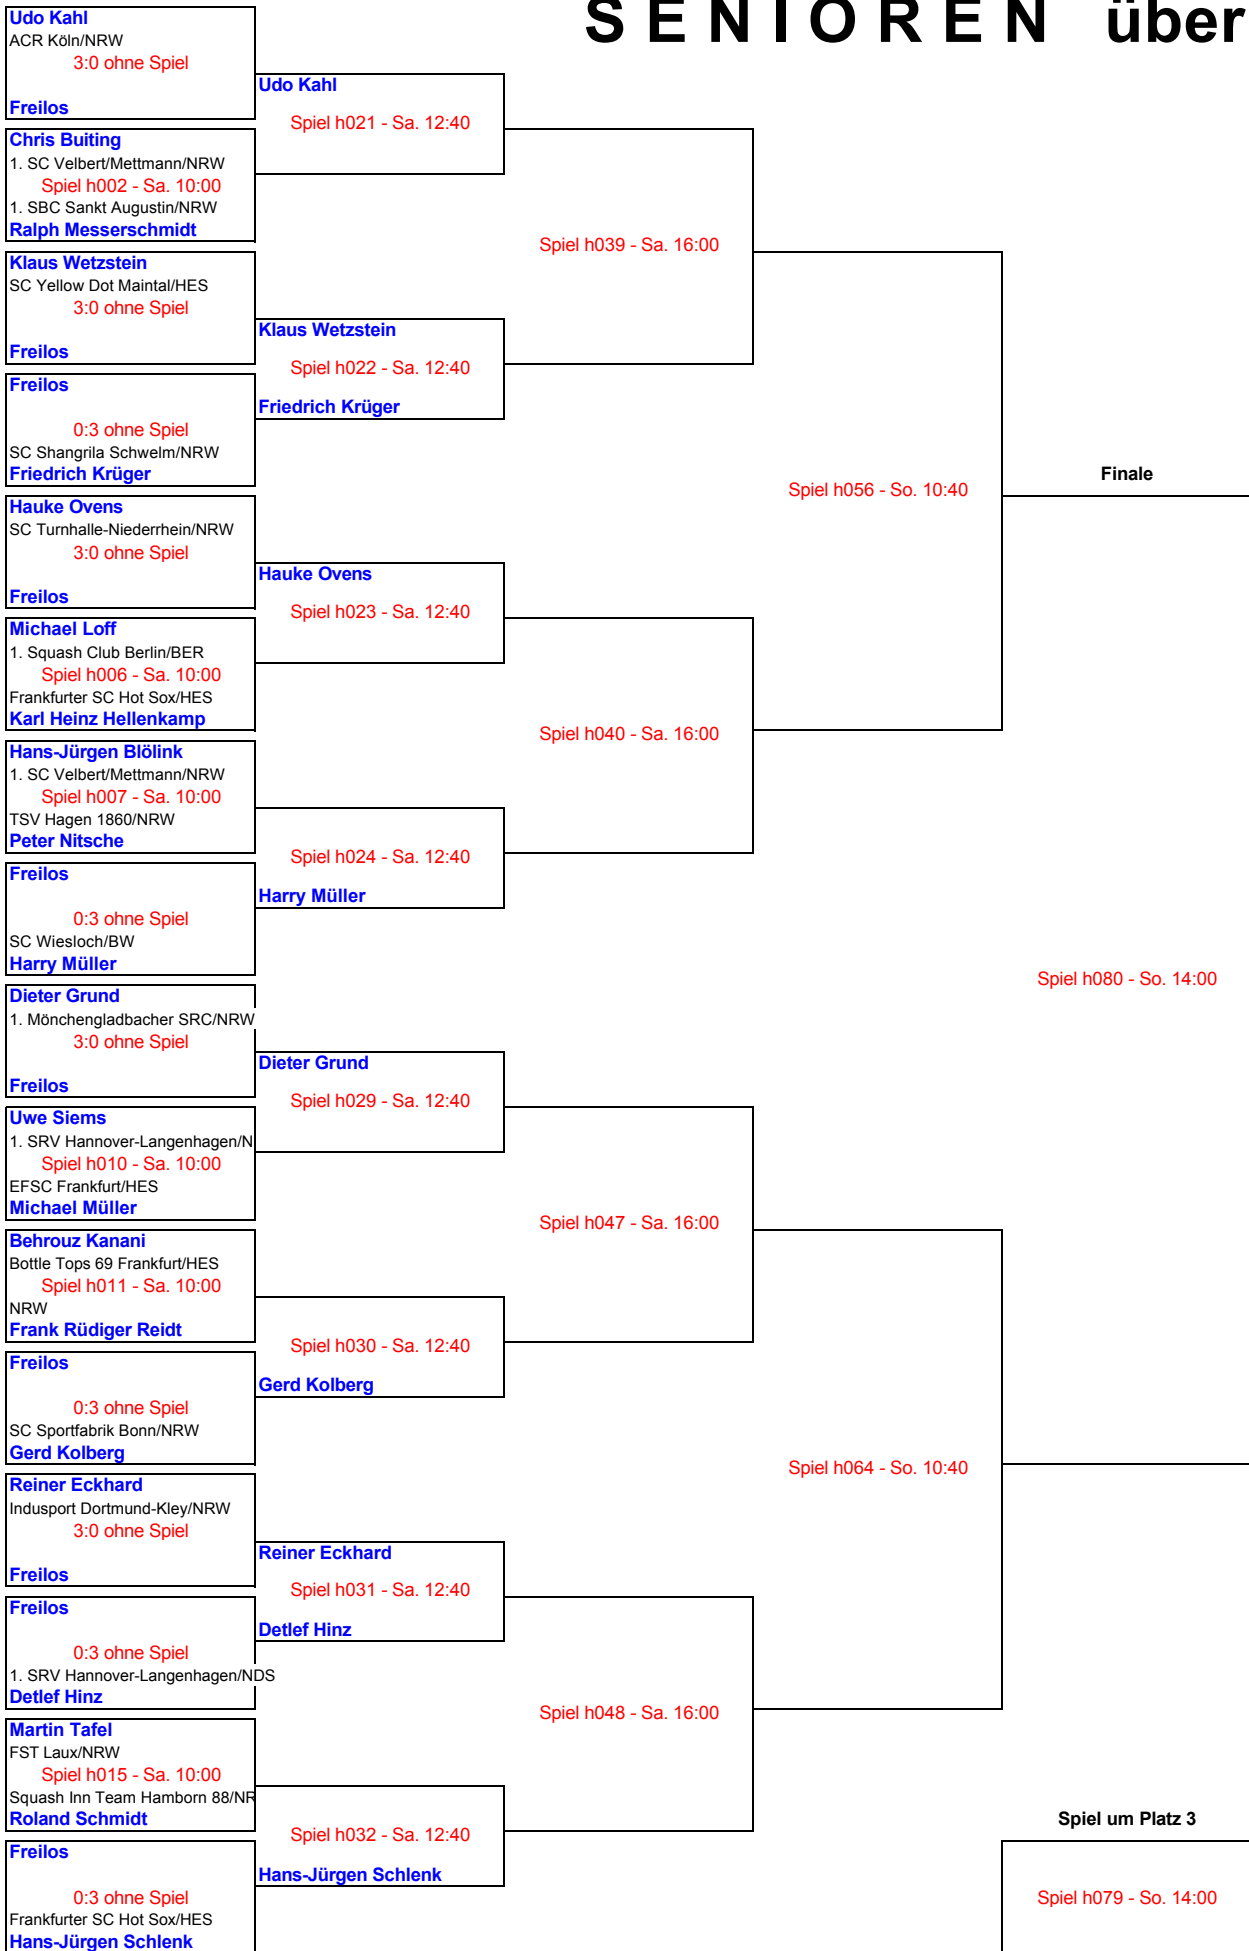 S E N I O R E N über
Udo Kahl
ACR Köln/NRW
3:0 ohne Spiel
Freilos
Chris Buiting
1. SC Velbert/Mettmann/NRW
Spiel h002 - Sa. 10:00
1. SBC Sankt Augustin/NRW
Ralph Messerschmidt
Klaus Wetzstein
SC Yellow Dot Maintal/HES
3:0 ohne Spiel
Freilos
Freilos
0:3 ohne Spiel
SC Shangrila Schwelm/NRW
Friedrich Krüger
Hauke Ovens
SC Turnhalle-Niederrhein/NRW
3:0 ohne Spiel
Freilos
Michael Loff
1. Squash Club Berlin/BER
Spiel h006 - Sa. 10:00
Frankfurter SC Hot Sox/HES
Karl Heinz Hellenkamp
Hans-Jürgen Blölink
1. SC Velbert/Mettmann/NRW
Spiel h007 - Sa. 10:00
TSV Hagen 1860/NRW
Peter Nitsche
Freilos
0:3 ohne Spiel
SC Wiesloch/BW
Harry Müller
Dieter Grund
1. Mönchengladbacher SRC/NRW
3:0 ohne Spiel
Freilos
Uwe Siems
1. SRV Hannover-Langenhagen/N
Spiel h010 - Sa. 10:00
EFSC Frankfurt/HES
Michael Müller
Behrouz Kanani
Bottle Tops 69 Frankfurt/HES
Spiel h011 - Sa. 10:00
NRW
Frank Rüdiger Reidt
Freilos
0:3 ohne Spiel
SC Sportfabrik Bonn/NRW
Gerd Kolberg
Reiner Eckhard
Indusport Dortmund-Kley/NRW
3:0 ohne Spiel
Freilos
Freilos
0:3 ohne Spiel
1. SRV Hannover-Langenhagen/NDS
Detlef Hinz
Martin Tafel
FST Laux/NRW
Spiel h015 - Sa. 10:00
Squash Inn Team Hamborn 88/NR
Roland Schmidt
Freilos
0:3 ohne Spiel
Frankfurter SC Hot Sox/HES
Hans-Jürgen Schlenk
Udo Kahl
Spiel h021 - Sa. 12:40
Klaus Wetzstein
Spiel h022 - Sa. 12:40
Friedrich Krüger
Hauke Ovens
Spiel h023 - Sa. 12:40
Spiel h024 - Sa. 12:40
Harry Müller
Dieter Grund
Spiel h029 - Sa. 12:40
Spiel h030 - Sa. 12:40
Gerd Kolberg
Reiner Eckhard
Spiel h031 - Sa. 12:40
Detlef Hinz
Spiel h032 - Sa. 12:40
Hans-Jürgen Schlenk
Spiel h039 - Sa. 16:00
Spiel h040 - Sa. 16:00
Spiel h047 - Sa. 16:00
Spiel h048 - Sa. 16:00
Spiel h056 - So. 10:40
Spiel h064 - So. 10:40
Finale
Spiel h080 - So. 14:00
Spiel um Platz 3
Spiel h079 - So. 14:00